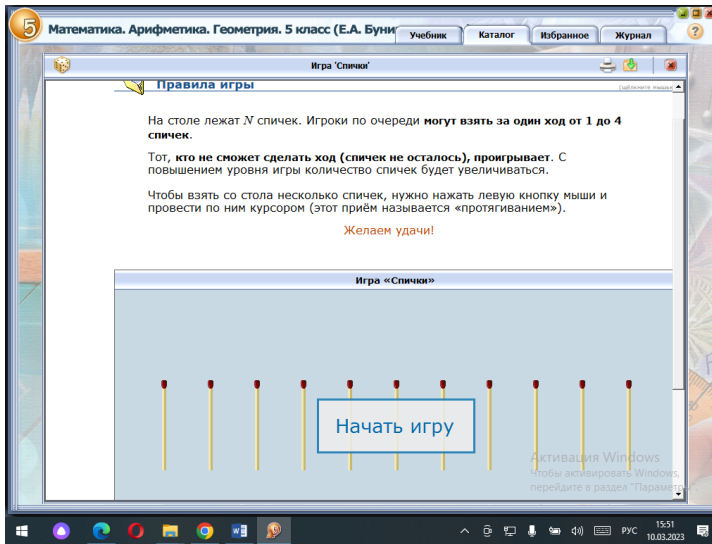 5
Математика. Арифметика. Геометрия. 5 класс (Е.А. Буни
Учебник
Каталог
Избранное
Журнал
?
Игра 'Спички'
Правила игры
На столе лежат N спичек. Игроки по очереди могут взять за один ход от 1 до 4
спичек.
Тот, кто не сможет сделать ход (спичек не осталось), проигрывает. С
повышением уровня игры количество спичек будет увеличиваться.
Чтобы взять со стола несколько спичек, нужно нажать левую кнопку мыши и
провести по ним курсором (этот приём называется «протягиванием»).
Желаем удачи!
Игра «Спички»
Начать игру
Активация Windows
Чтобы активировать Windows,
перейдите в раздел "Параметр
РУС
15:51
10.03.2023